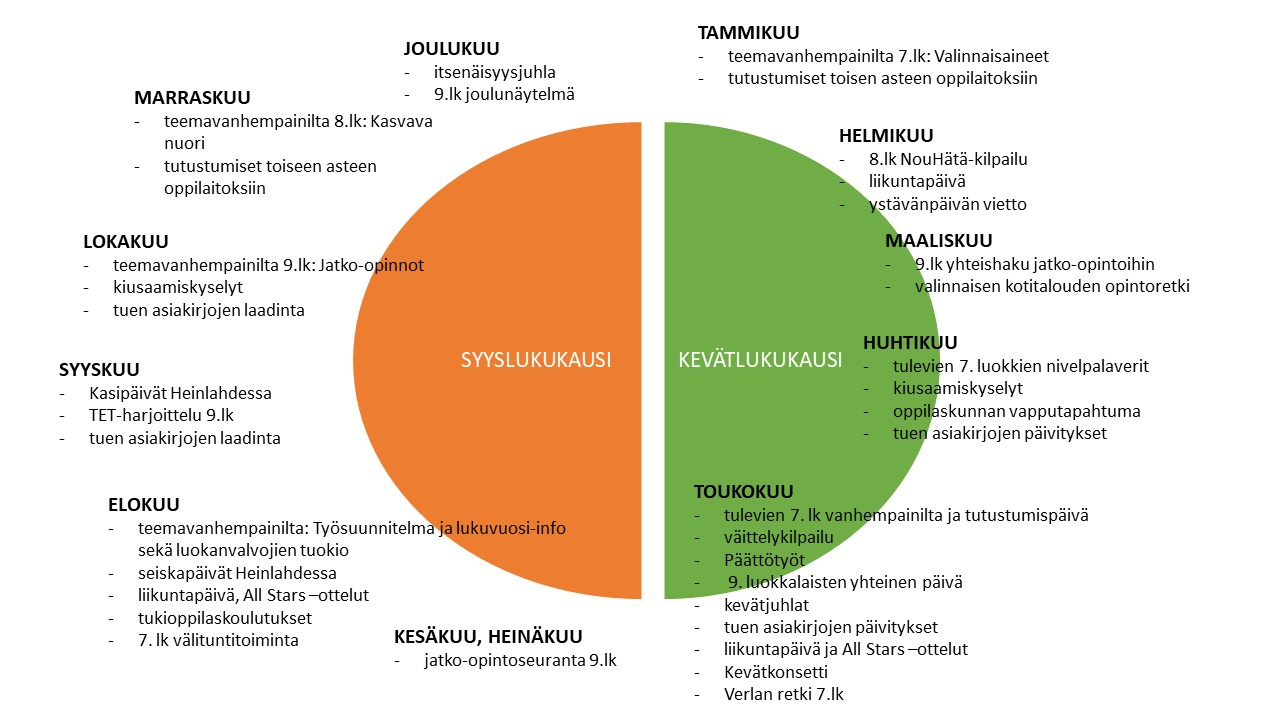 TAMMIKUU
- teemavanhempainilta 7.lk: Valinnaisaineet
- tutustumiset toisen asteen oppilaitoksiin
JOULUKUU
- itsenäisyysjuhla
- 9.lk joulunäytelmä
MARRASKUU
- teemavanhempainilta 8.lk: Kasvava
nuori
- tutustumiset toiseen asteen
oppilaitoksiin
HELMIKUU
- 8.lk NouHätä-kilpailu
- liikuntapäivä
- ystävänpäivän vietto
LOKAKUU
- teemavanhempainilta 9.lk: Jatko-opinnot
- kiusaamiskyselyt
- tuen asiakirjojen laadinta
MAALISKUU
- 9.lk yhteishaku jatko-opintoihin
- valinnaisen kotitalouden opintoretki
SYYSLUKUKAUSI
KEVÄTLUKUKAUSI
HUHTIKUU
- tulevien 7. luokkien nivelpalaverit
- kiusaamiskyselyt
- oppilaskunnan vapputapahtuma
- tuen asiakirjojen päivitykset
SYYSKUU
- Kasipäivät Heinlahdessa
- TET-harjoittelu 9.lk
- tuen asiakirjojen laadinta
ELOKUU
- teemavanhempainilta: Työsuunnitelma ja lukuvuosi-info
sekä luokanvalvojien tuokio
- seiskapäivät Heinlahdessa
- liikuntapäivä, All Stars –ottelut
- tukioppilaskoulutukset
- 7. lk välituntitoiminta
TOUKOKUU
- tulevien 7. lk vanhempainilta ja tutustumispäivä
- väittelykilpailu
- Päättötyöt
- 9. luokkalaisten yhteinen päivä
- kevätjuhlat
- tuen asiakirjojen päivitykset
- liikuntapäivä ja All Stars –ottelut
- Kevätkonsetti
- Verlan retki 7.lk
KESÄKUU, HEINÄKUU
- jatko-opintoseuranta 9.lk